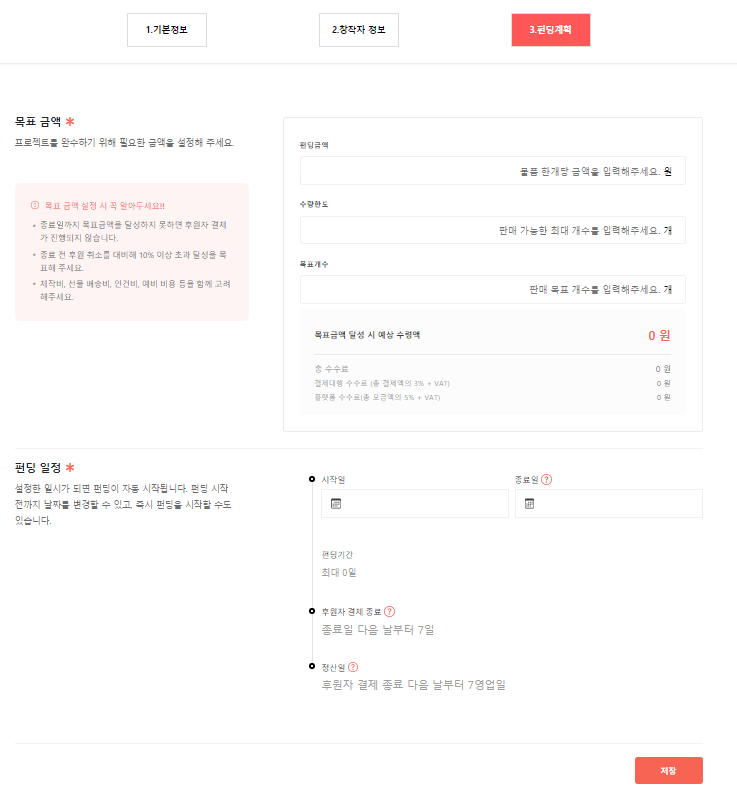 1.기본정보
2.창작자 정보
3.펀딩계획
목표 금액 *
프로젝트를 완수하기 위해 필요한 금액을 설정해 주세요.
목표 금액 설정 시 꼭 알아두세요!!
• 종료일까지 목표금액을 달성하지 못하면 후원자 결제
가 진행되지 않습니다.
• 종료 전 후원 취소를 대비해 10% 이상 초과 달성을 목
표해 주세요.
• 제작비, 선물 배송비, 인건비, 예비 비용 등을 함께 고려
해주세요.
펀딩금액
물품 한개당 금액을 입력해주세요. 원
수량한도
판매 가능한 최대 개수를 입력해주세요. 개
목표개수
판매 목표 개수를 입력해주세요. 개
목표금액 달성 시 예상 수령액
0 원
총 수수료
0 원
결제대행 수수료 (총 결제액의 3% + VAT)
0 원
플랫폼 수수료(총 모금액의 5% + VAT)
0 원
펀딩 일정 *
설정한 일시가 되면 펀딩이 자동 시작됩니다. 펀딩 시작
전까지 날짜를 변경할 수 있고, 즉시 펀딩을 시작할 수도
있습니다.
시작일
종료일 ?
펀딩기간
최대 0일
후원자 결제 종료 ?
종료일 다음 날부터 7일
정산일 ?
후원자 결제 종료 다음 날부터 7영업일
저장